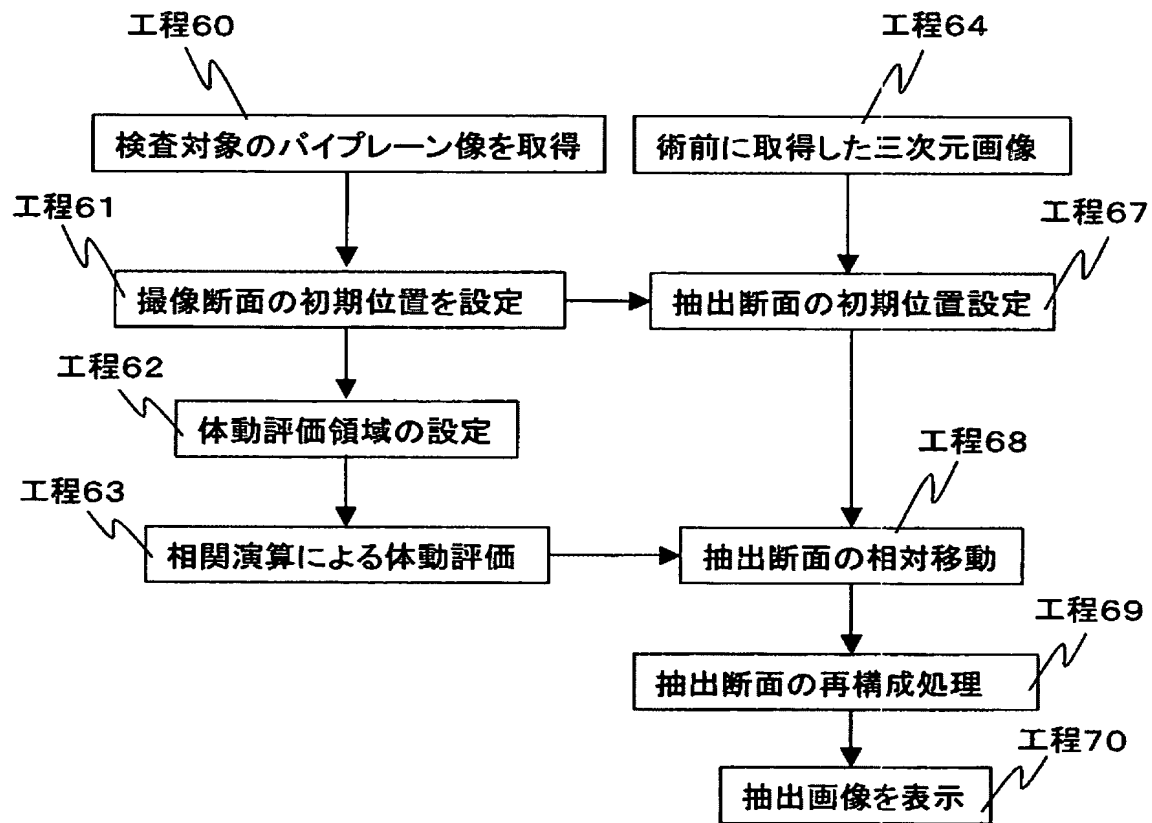 工程60
工程64
検査対象のバイプレーン像を取得
術前に取得した三次元画像
工程61
工程67
撮像断面の初期位置を設定
抽出断面の初期位置設定
工程62
体動評価領域の設定
工程68
工程63
相関演算による体動評価
抽出断面の相対移動
工程69
抽出断面の再構成処理
工程70
抽出画像を表示